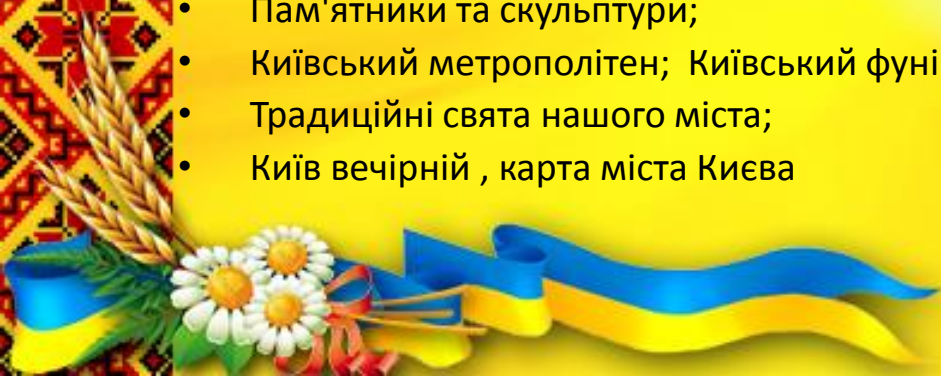 • Пам'ятники та скульптури;
• Київський метрополітен; Київський фуні
• Традиційні свята нашого міста;
• Київ вечірній , карта міста Києва